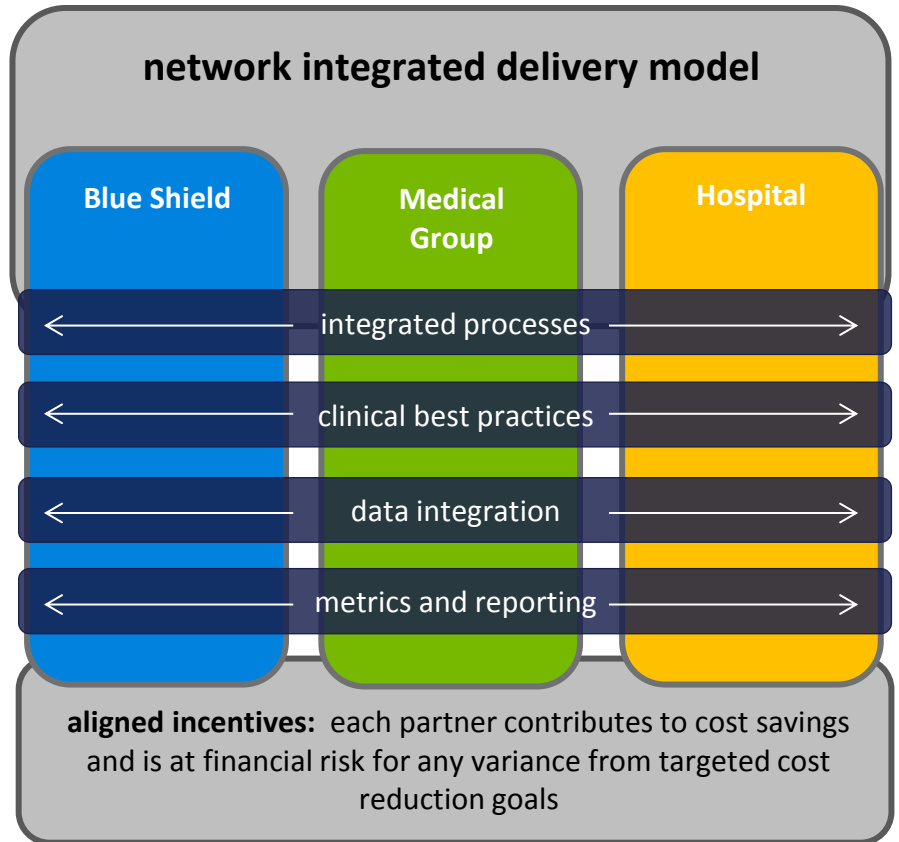 network integrated delivery model
Blue Shield
Medical
Group
Hospital
integrated processes
clinical best practices
data integration
metrics and reporting
aligned incentives: each partner contributes to cost savings
and is at financial risk for any variance from targeted cost
reduction goals